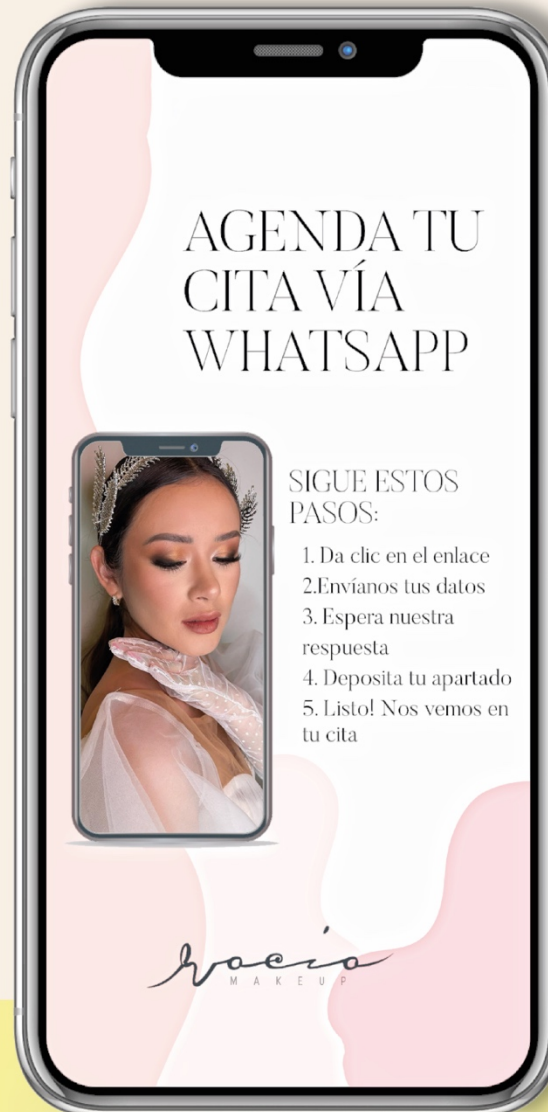 AGENDA TU
CITA VÍA
WHATSAPP
SIGUE ESTOS
PASOS:
1. Da clic en el enlace
2.Envíanos tus datos
3. Espera nuestra
respuesta
4. Deposita tu apartado
5. Listo! Nos vemos en
tu cita
Rocío
MAKEUP